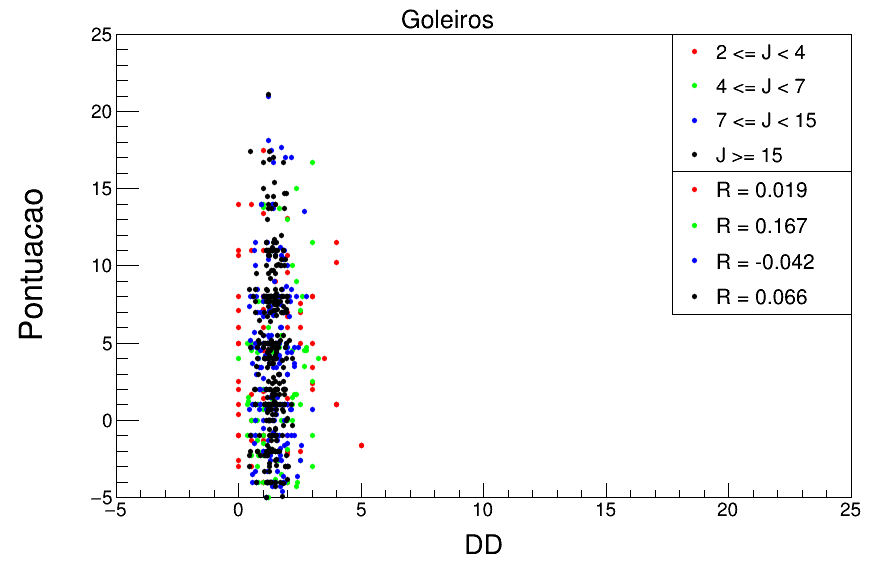 Goleiros
25
20
15
10
5
0
−5
Pontuacao
2 <= J < 4
4 <= J < 7
7 <= J < 15
J >= 15
R = 0.019
R = 0.167
R = -0.042
R = 0.066
−5 0 5 10 15 20 25
DD